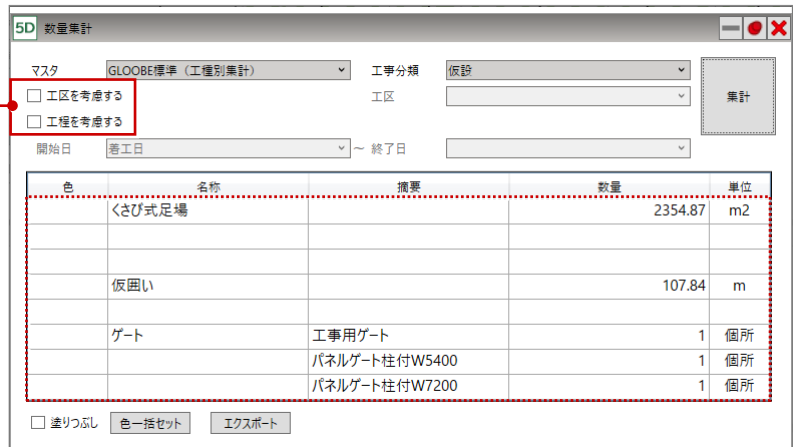 5D 数量集計
マスタ GLOOBE標準（工種別集計） 工事分類 仮設
工区を考慮する 工区 集計
工程を考慮する
開始日 着工日 ～ 終了日
色 名称 摘要 数量 単位
くさび式足場 2354.87 m2
仮囲い 107.84 m
ゲート 工事用ゲート 1 個所
パネルゲート柱付W5400 1 個所
パネルゲート柱付W7200 1 個所
塗りつぶし 色一括セット エクスポート